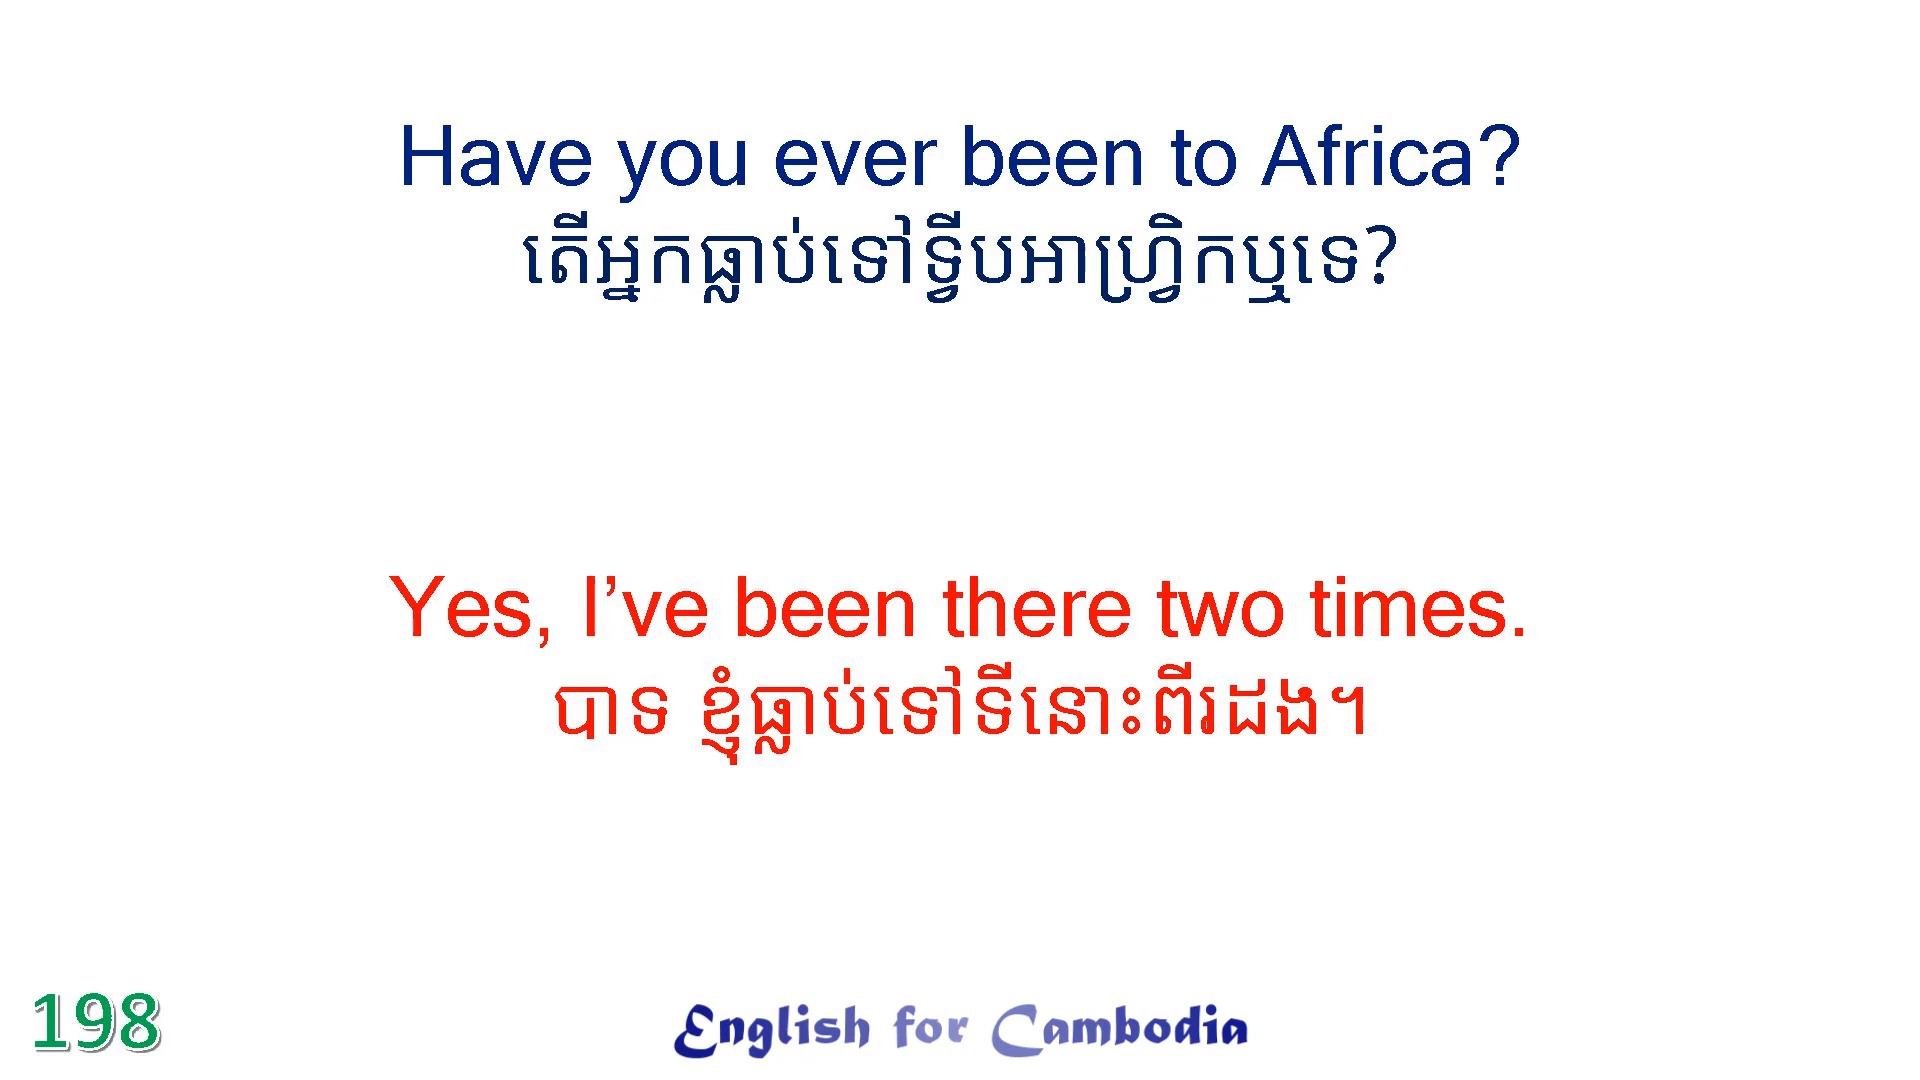 Have you ever been to Africa?
តើអ្នកធ្លាប់ទៅទ្វីបអាហ្វ្រិកឬទេ?
Yes, I’ve been there two times.
បាទ ខ្ញុំធ្លាប់ទៅទីនោះពីរដង។
198
English for Cambodia